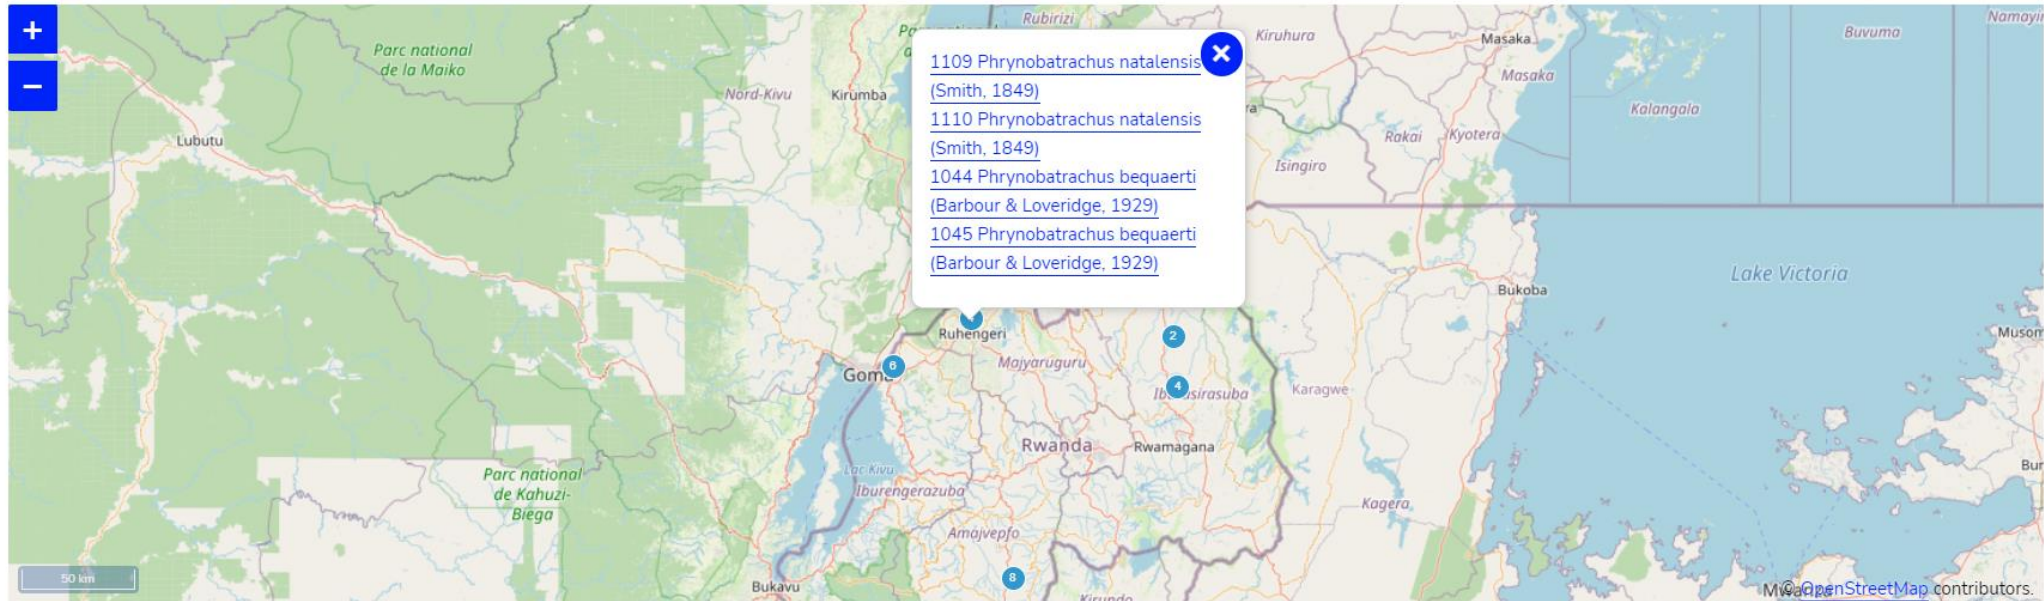 +
−
Parc national
de la Maiko
Lubutu
Nord-Kivu
Kirumba
Rubirizi
Kiruhura
Masaka
Masaka
Buvuma
Kalangala
Rakai
Kyotera
Isingiro
1109 Phrynobatrachus natalensis
(Smith, 1849)
1110 Phrynobatrachus natalensis
(Smith, 1849)
1044 Phrynobatrachus bequaerti
(Barbour & Loveridge, 1929)
1045 Phrynobatrachus bequaerti
(Barbour & Loveridge, 1929)
Lake Victoria
Bukoba
Ruhengeri
2
6
Goma
Majyaruguru
4
Karagwe
Rwanda
Rwamagana
Lac Kivu
Iburengerazuba
Parc national
de Kahuzi-
Biega
Kagera
Amajyepfo
8
Bukavu
Kirundo
50 km
© OpenStreetMap contributors.